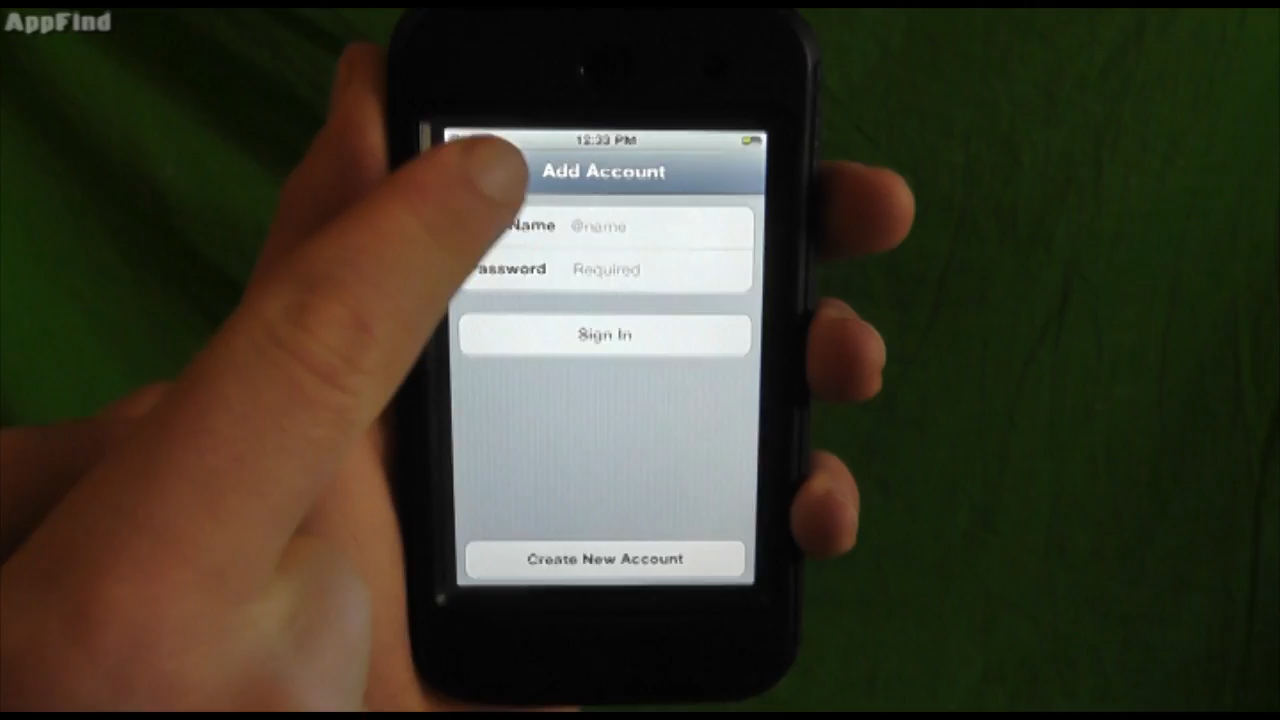 AppFind
12:33 PM
Add Account
Name @name
assword Required
Sign In
Create New Account